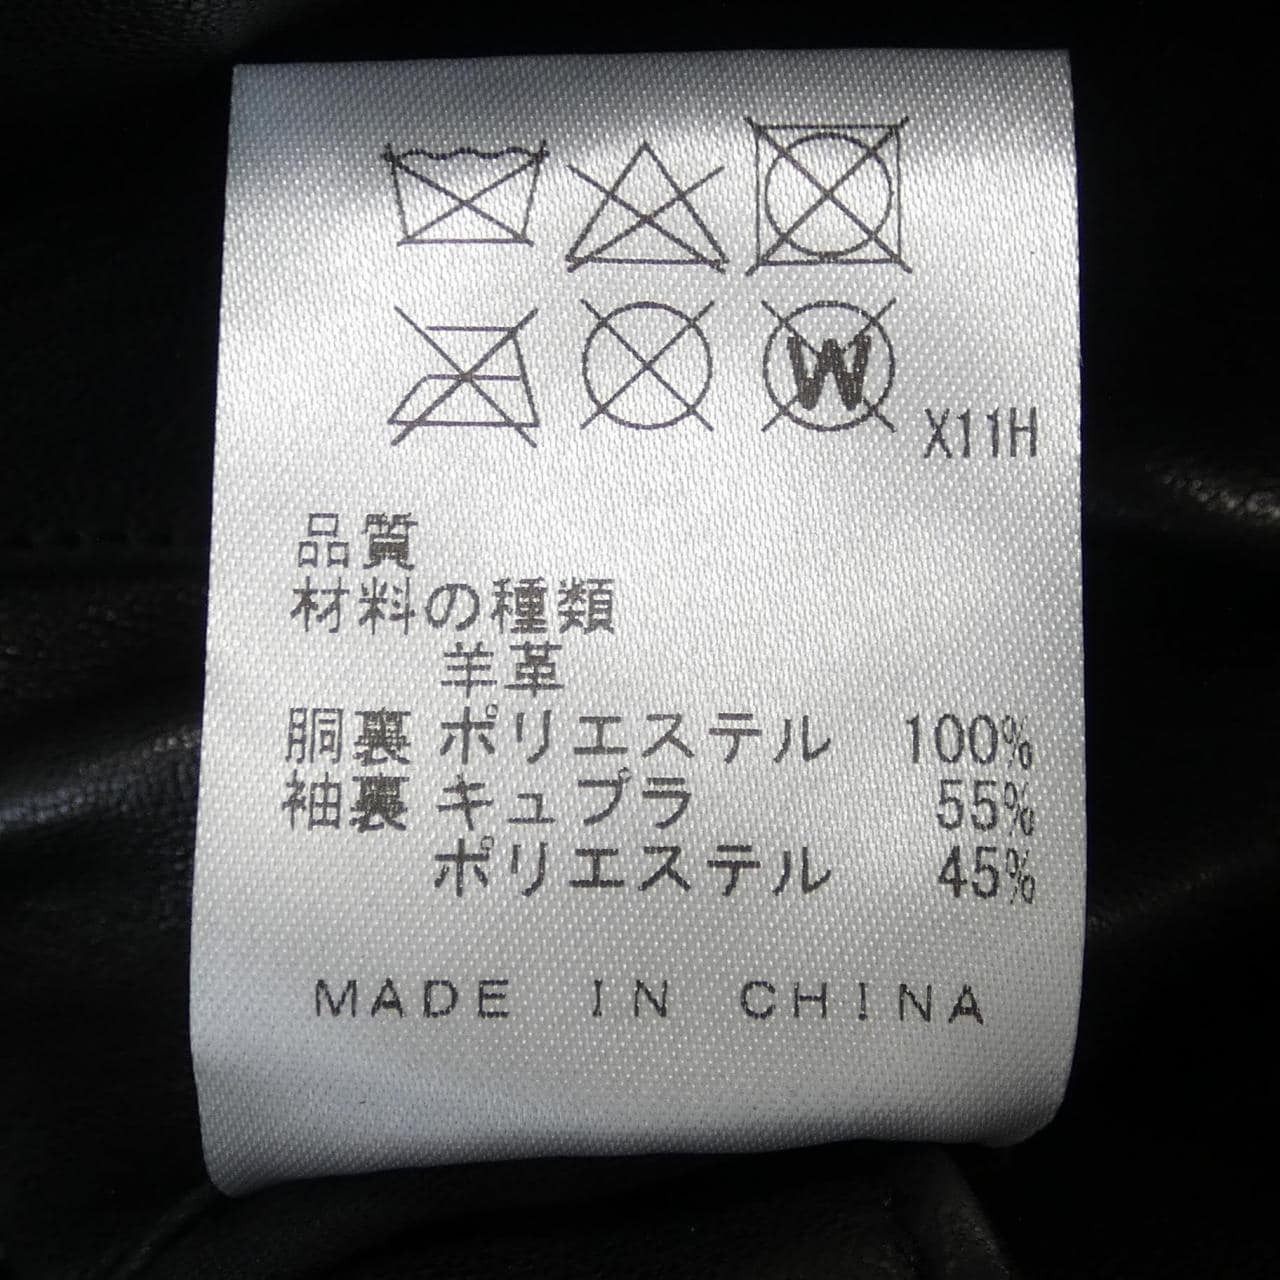 W
X11H
品質
材料の種類
羊革
胴裏 ポリエステル 100%
袖裏 キュプラ 55%
ポリエステル 45%
MADE IN CHINA